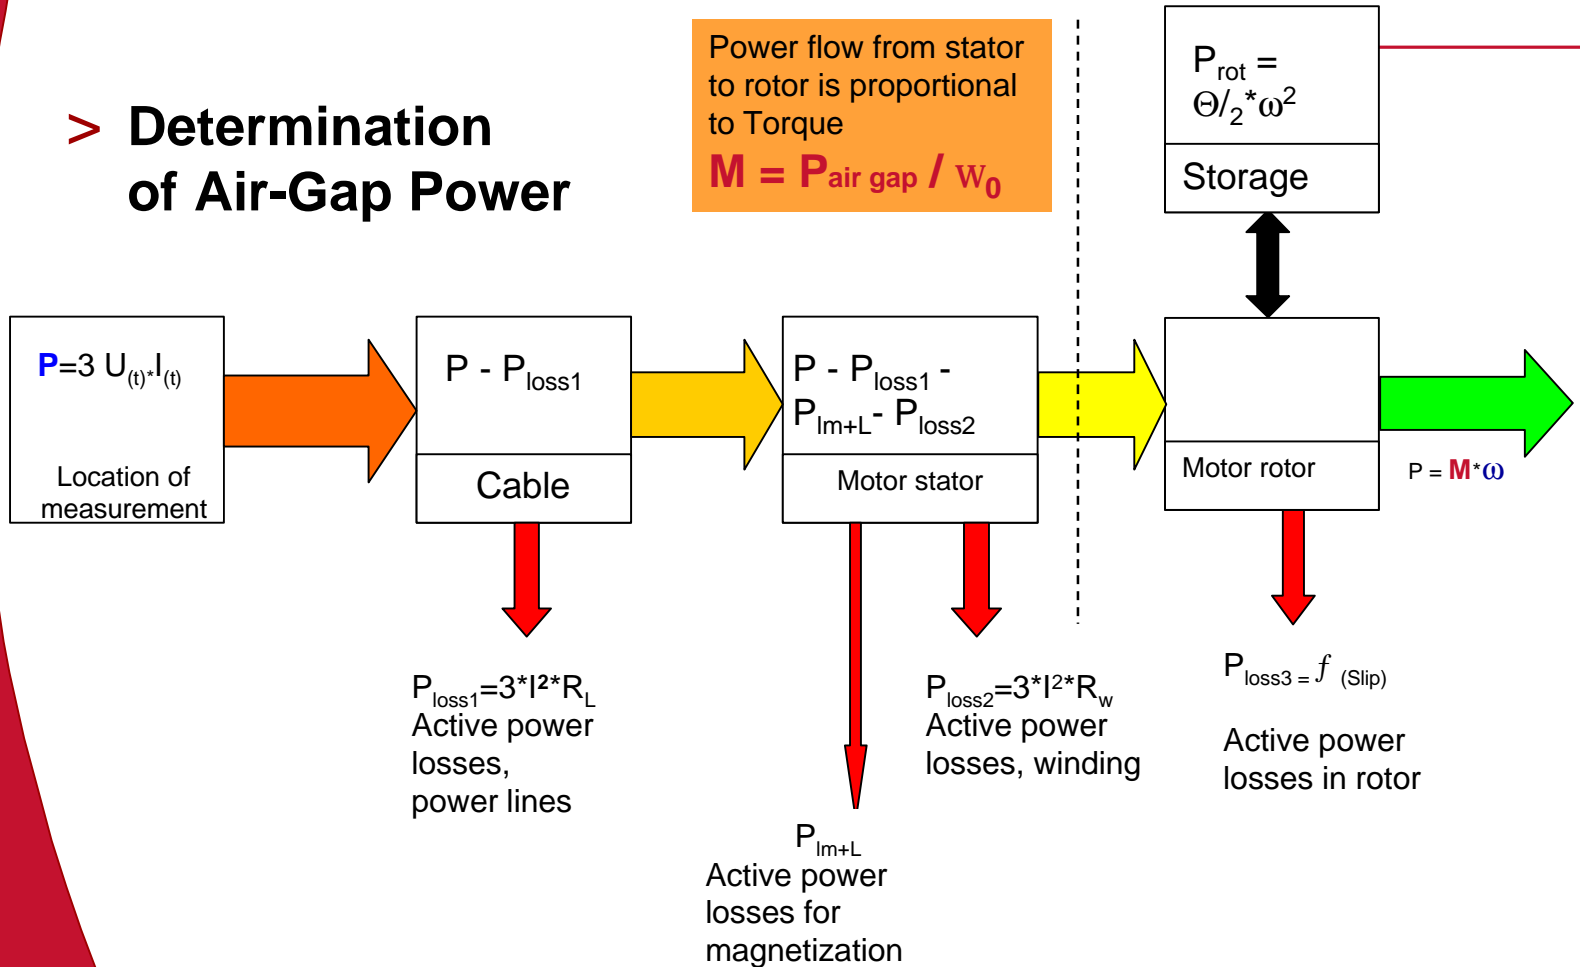 > Determination
of Air-Gap Power
Power flow from stator
to rotor is proportional
to Torque
M = Pair gap / w0
Prot =
Θ/2*ω²
Storage
P=3 U(t)*I(t)
Location of
measurement
P - Ploss1
Cable
P - Ploss1 -
Plm+L- Ploss2
Motor stator
Motor rotor
P = M*ω
Ploss1=3*I²*RL
Active power
losses,
power lines
Plm+L
Active power
losses for
magnetization
Ploss2=3*I²*Rw
Active power
losses, winding
Ploss3 = f (Slip)
Active power
losses in rotor